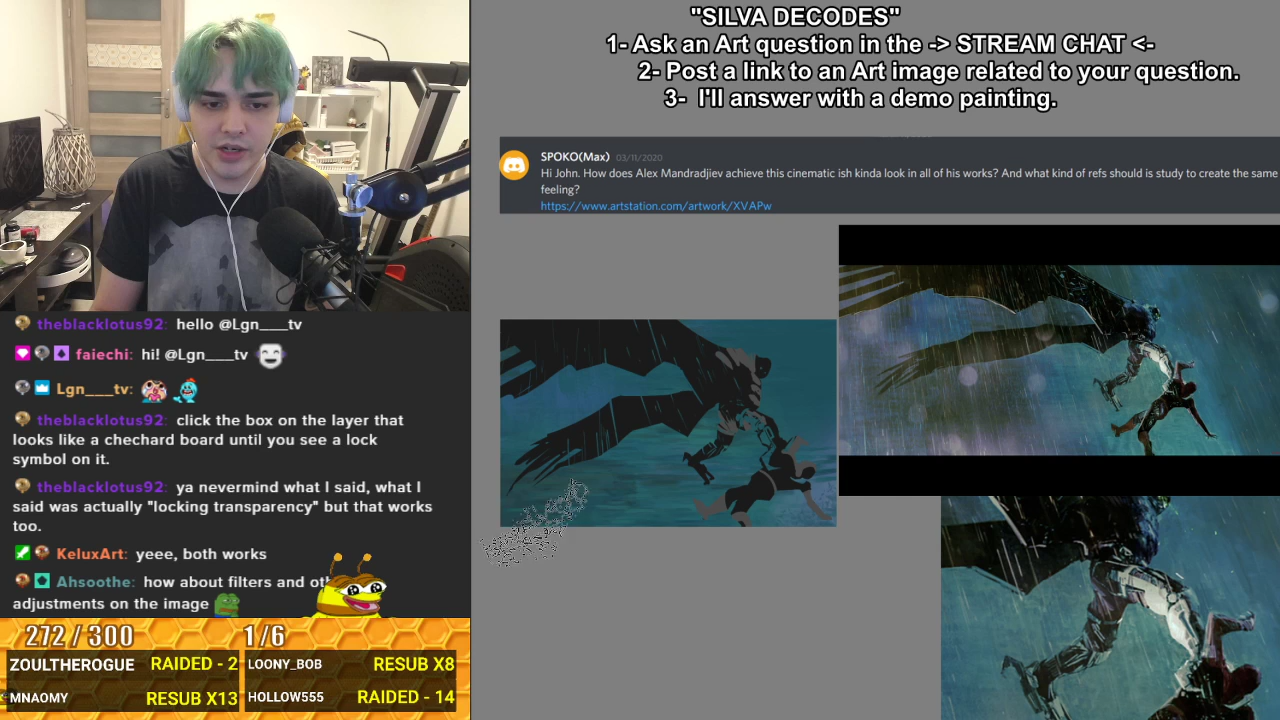 "SILVA DECODES"
1- Ask an Art question in the -> STREAM CHAT <-
2- Post a link to an Art image related to your question.
3- I'll answer with a demo painting.
SPOKO(Max) 03/11/2020
Hi John. How does Alex Mandradjiev achieve this cinematic ish kinda look in all of his works? And what kind of refs should is study to create the same
feeling?
https://www.artstation.com/artwork/XVAPw
theblacklotus92: hello @Lgn___tv
faiechi: hi! @Lgn___tv
Lgn___tv:
theblacklotus92: click the box on the layer that
looks like a chechard board until you see a lock
symbol on it.
theblacklotus92: ya nevermind what I said, what I
said was actually "locking transparency" but that works
too.
KeluxArt: yeee, both works
Ahsoothe: how about filters and
adjustments on the image
272 / 300
1 / 6
ZOULTHEROGUE RAIDED - 2
LOONY_BOB RESUB X8
MNAOMY RESUB X13
HOLLOW555 RAIDED - 14